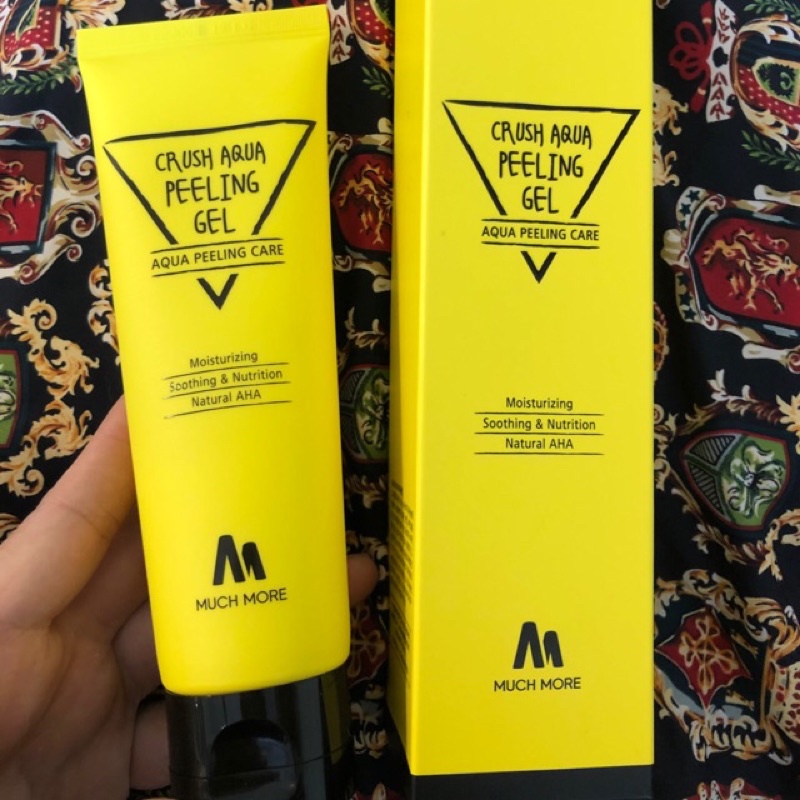 CRUSH AQUA
PEELING
GEL
AQUA PEELING CARE
Moisturizing
Soothing & Nutrition
Natural AHA
MUCH MORE
CRUSH AQUA
PEELING
GEL
AQUA PEELING CARE
Moisturizing
Soothing & Nutrition
Natural AHA
MUCH MORE